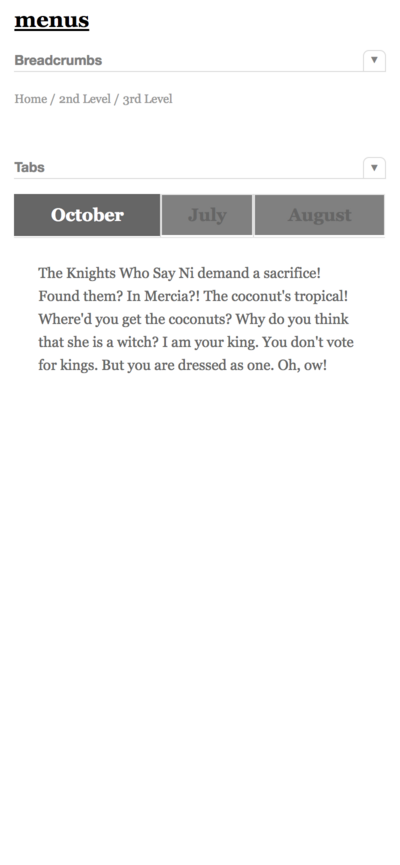 menus
Breadcrumbs
▼
Home / 2nd Level / 3rd Level
Tabs
▼
October July August
The Knights Who Say Ni demand a sacrifice!
Found them? In Mercia?! The coconut's tropical!
Where'd you get the coconuts? Why do you think
that she is a witch? I am your king. You don't vote
for kings. But you are dressed as one. Oh, ow!